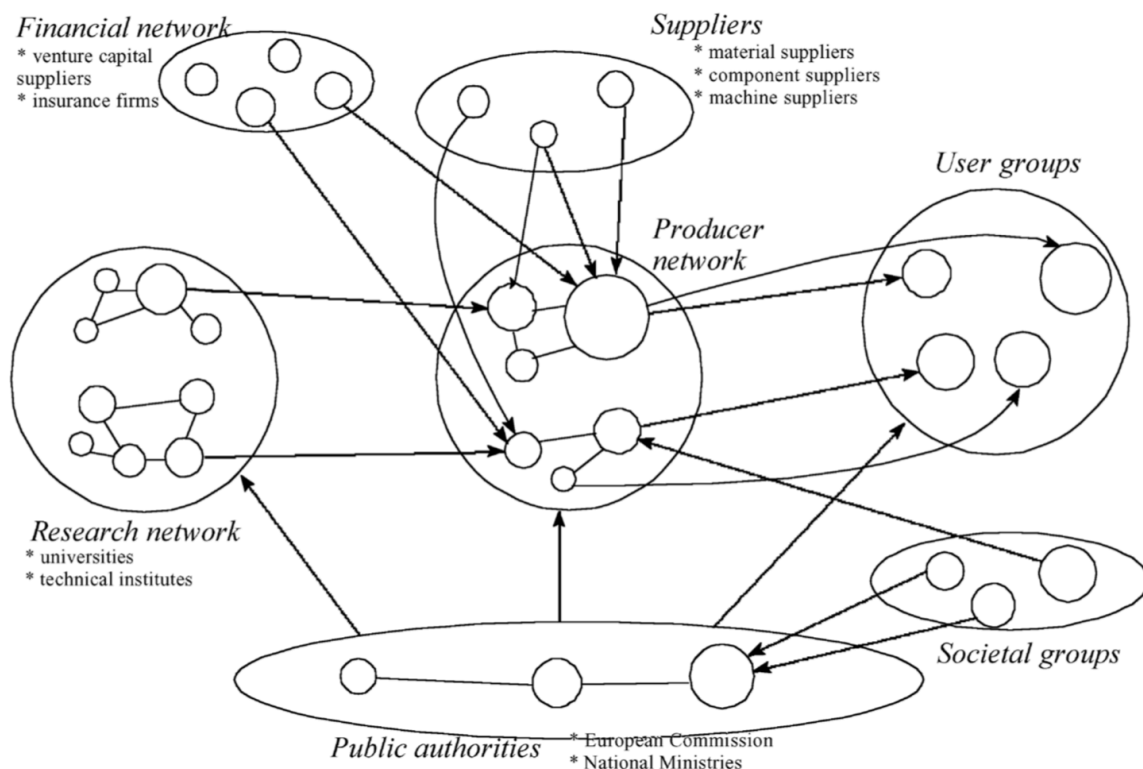 Financial network
* venture capital
suppliers
* insurance firms
Suppliers
* material suppliers
* component suppliers
* machine suppliers
User groups
Producer
network
Research network
* universities
* technical institutes
Societal groups
Public authorities
* European Commission
* National Ministries